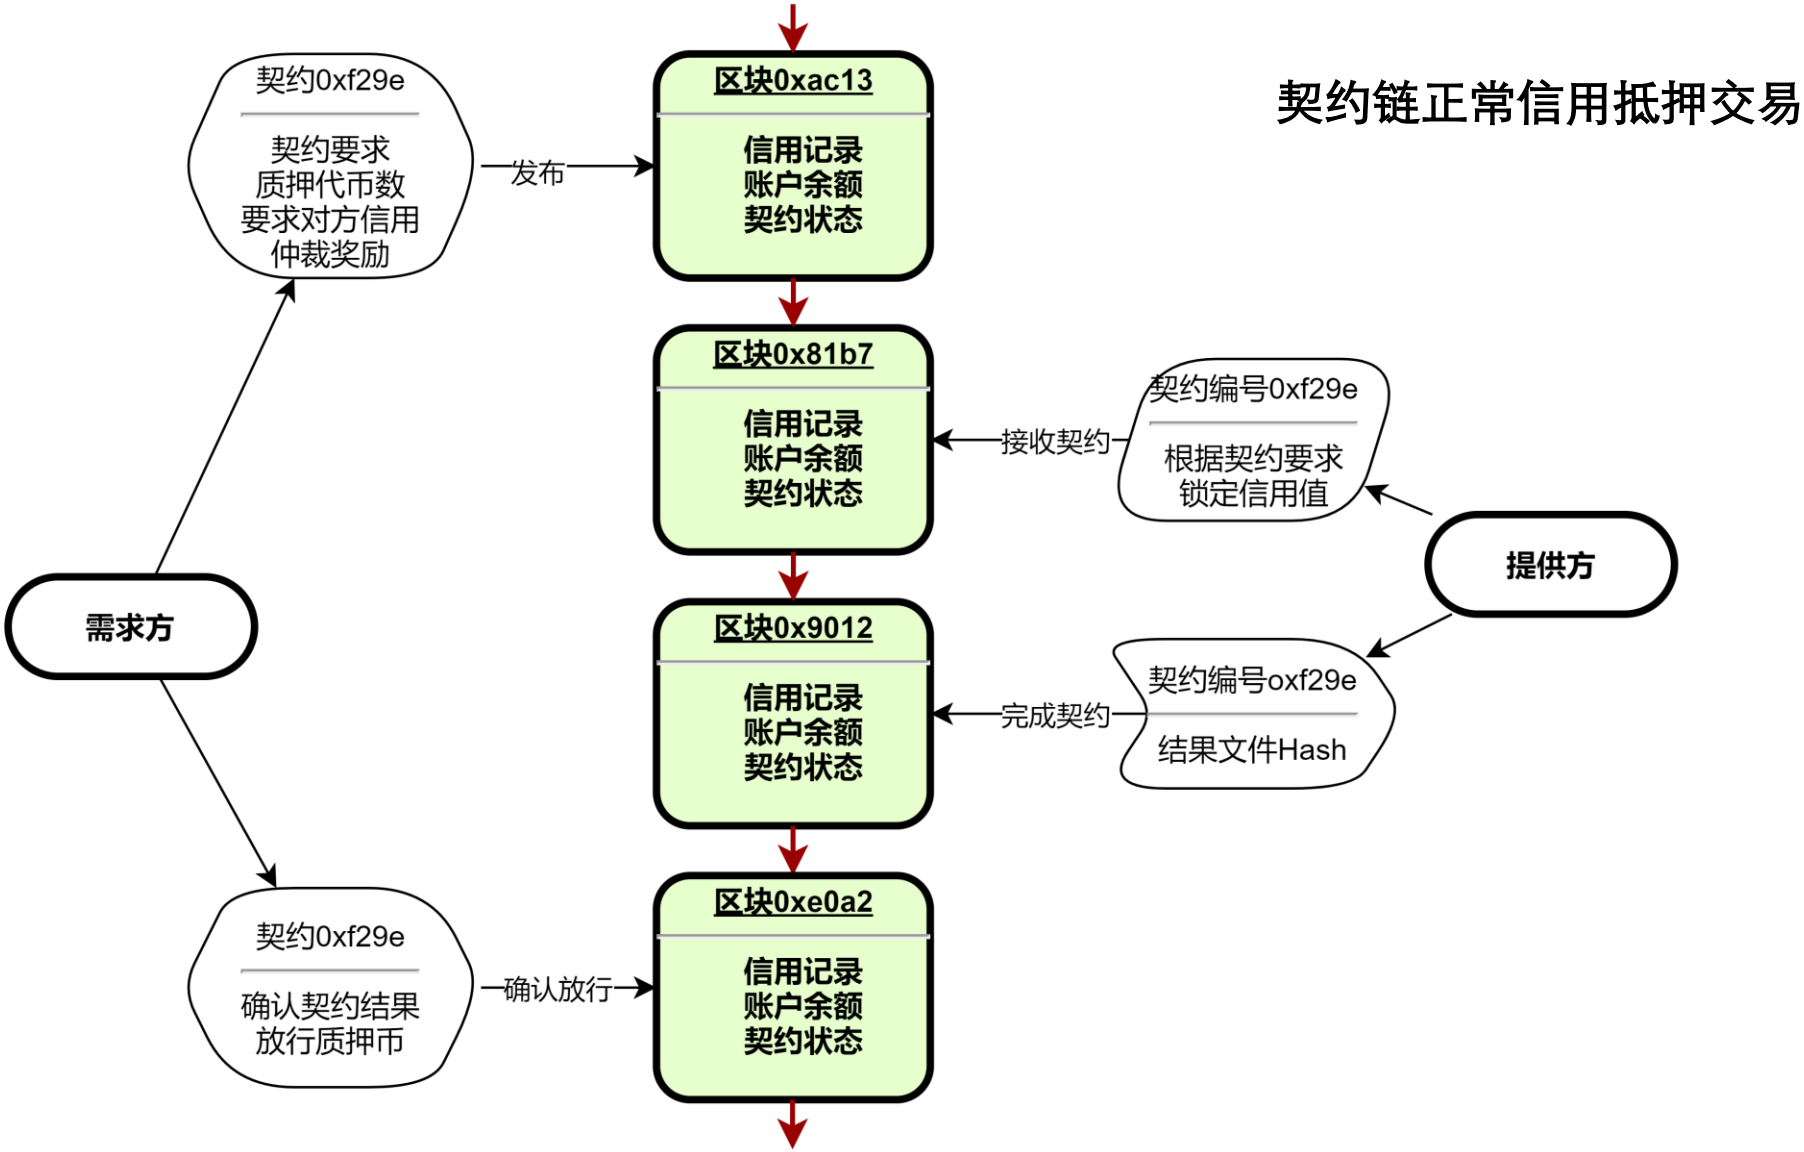 契约链正常信用抵押交易
契约0xf29e
契约要求
质押代币数
要求对方信用
仲裁奖励
发布
区块0xac13
信用记录
账户余额
契约状态
区块0x81b7
信用记录
账户余额
契约状态
接收契约
契约编号0xf29e
根据契约要求
锁定信用值
提供方
需求方
区块0x9012
信用记录
账户余额
契约状态
完成契约
契约编号oxf29e
结果文件Hash
契约0xf29e
确认契约结果
放行质押币
确认放行
区块0xe0a2
信用记录
账户余额
契约状态